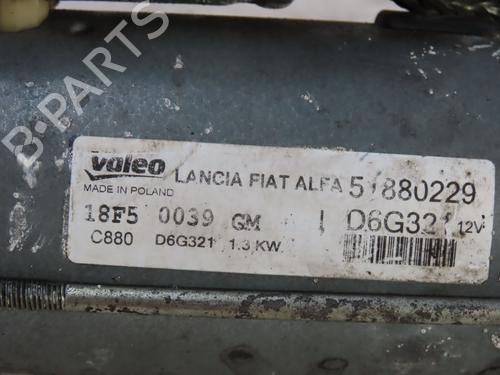 valeo LANCIA FIAT ALFA 51880229
MADE IN POLAND
18F5 0039 GM D6G321 12V
C880 D6G321 1.3 KW
B-PARTS